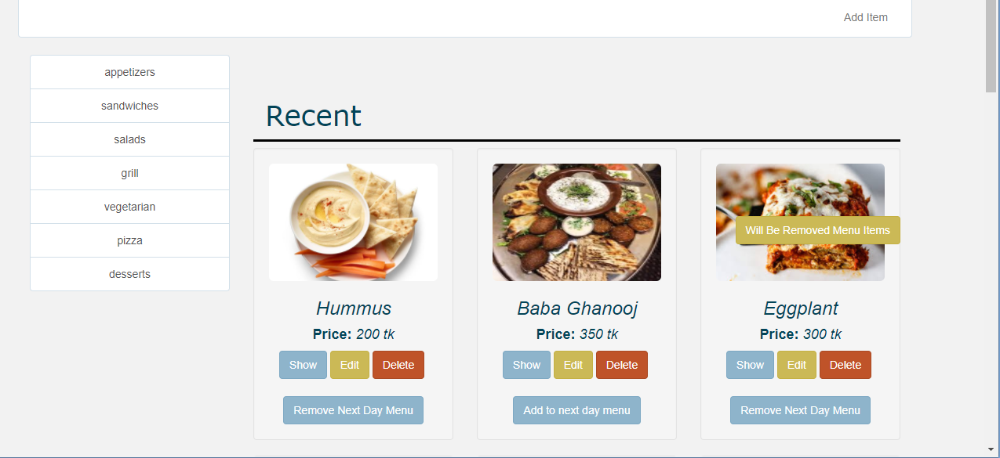 Add Item
appetizers
sandwiches
salads
grill
vegetarian
pizza
desserts
Recent
Will Be Removed Menu Items
Hummus
Price: 200 tk
Show Edit Delete
Remove Next Day Menu
Baba Ghanooj
Price: 350 tk
Show Edit Delete
Add to next day menu
Eggplant
Price: 300 tk
Show Edit Delete
Remove Next Day Menu